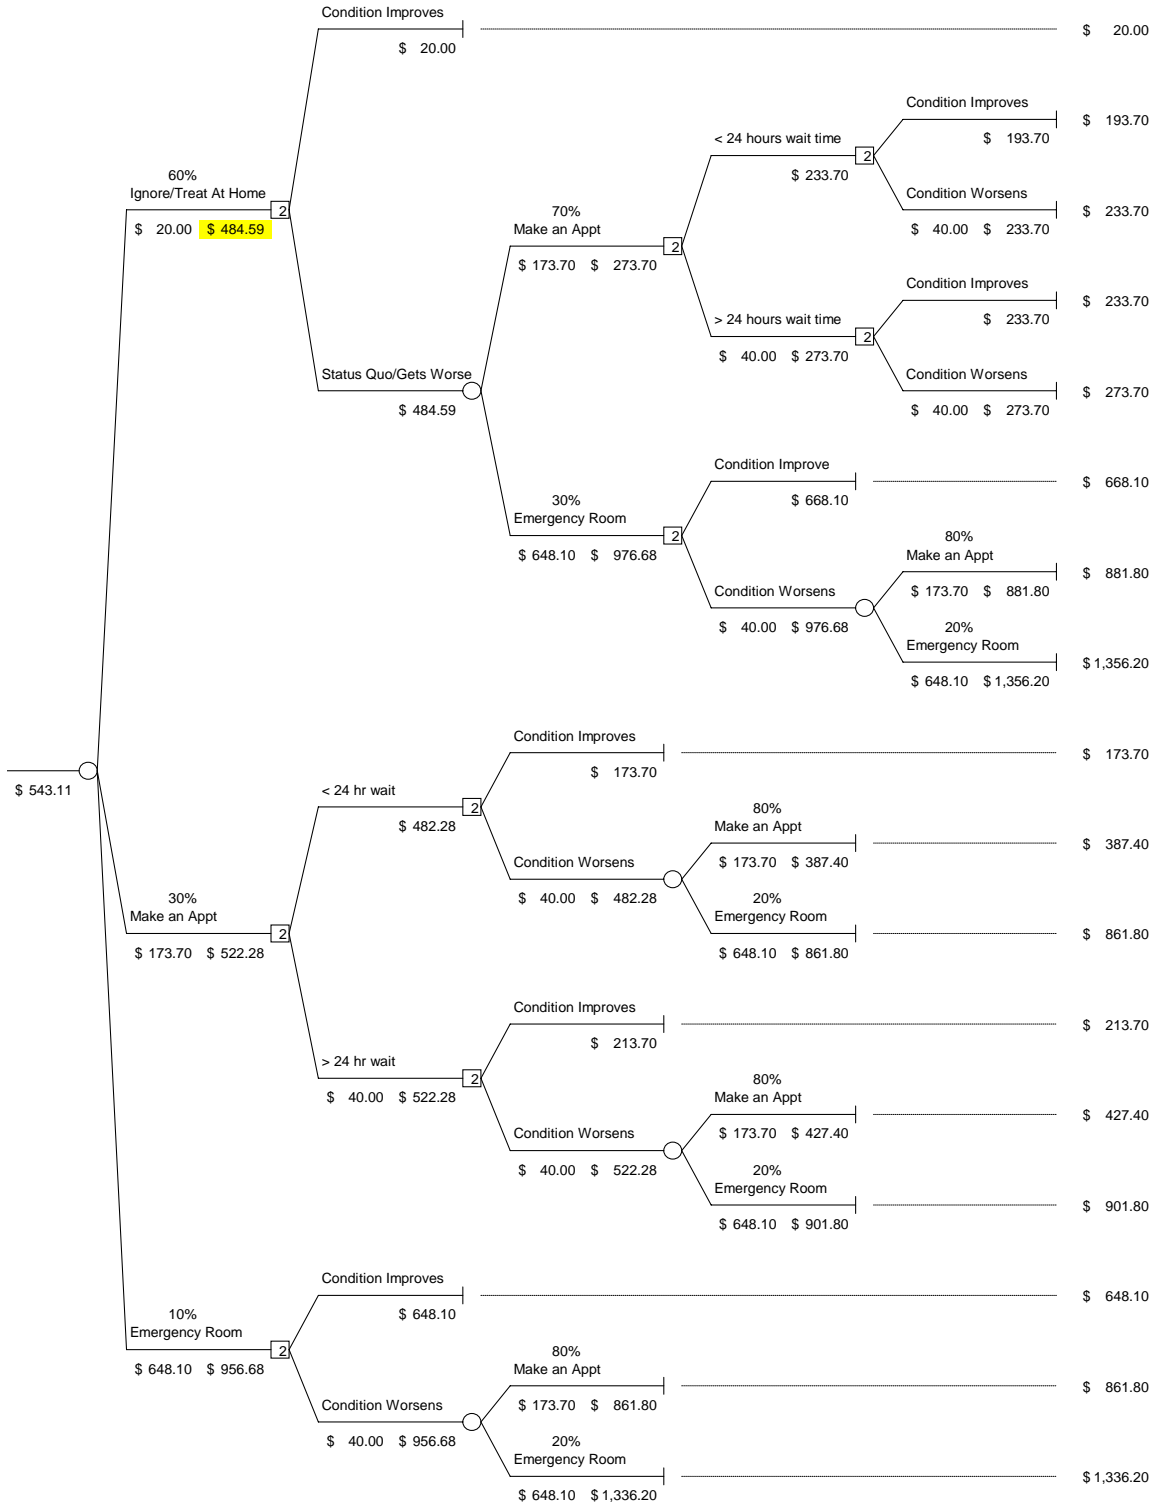 Condition Improves
$ 20.00
$ 20.00
Condition Improves
$ 193.70
$ 193.70
< 24 hours wait time
2
$ 233.70
60%
Ignore/Treat At Home
2
$ 20.00 $ 484.59
Condition Worsens
$ 233.70
$ 40.00 $ 233.70
70%
Make an Appt
2
$ 173.70 $ 273.70
Condition Improves
$ 233.70
$ 233.70
> 24 hours wait time
2
$ 40.00 $ 273.70
Status Quo/Gets Worse
$ 484.59
Condition Worsens
$ 273.70
$ 40.00 $ 273.70
Condition Improve
$ 668.10
$ 668.10
30%
Emergency Room
2
$ 648.10 $ 976.68
80%
Make an Appt
$ 881.80
$ 173.70 $ 881.80
Condition Worsens
$ 40.00 $ 976.68
20%
Emergency Room
$ 1,356.20
$ 648.10 $ 1,356.20
Condition Improves
$ 173.70
$ 173.70
$ 543.11
< 24 hr wait
2
$ 482.28
80%
Make an Appt
$ 387.40
$ 173.70 $ 387.40
Condition Worsens
$ 40.00 $ 482.28
20%
Emergency Room
$ 861.80
$ 648.10 $ 861.80
30%
Make an Appt
2
$ 173.70 $ 522.28
Condition Improves
$ 213.70
$ 213.70
> 24 hr wait
2
$ 40.00 $ 522.28
80%
Make an Appt
$ 427.40
$ 173.70 $ 427.40
Condition Worsens
$ 40.00 $ 522.28
20%
Emergency Room
$ 901.80
$ 648.10 $ 901.80
Condition Improves
$ 648.10
$ 648.10
10%
Emergency Room
2
$ 648.10 $ 956.68
80%
Make an Appt
$ 861.80
$ 173.70 $ 861.80
Condition Worsens
$ 40.00 $ 956.68
20%
Emergency Room
$ 1,336.20
$ 648.10 $ 1,336.20